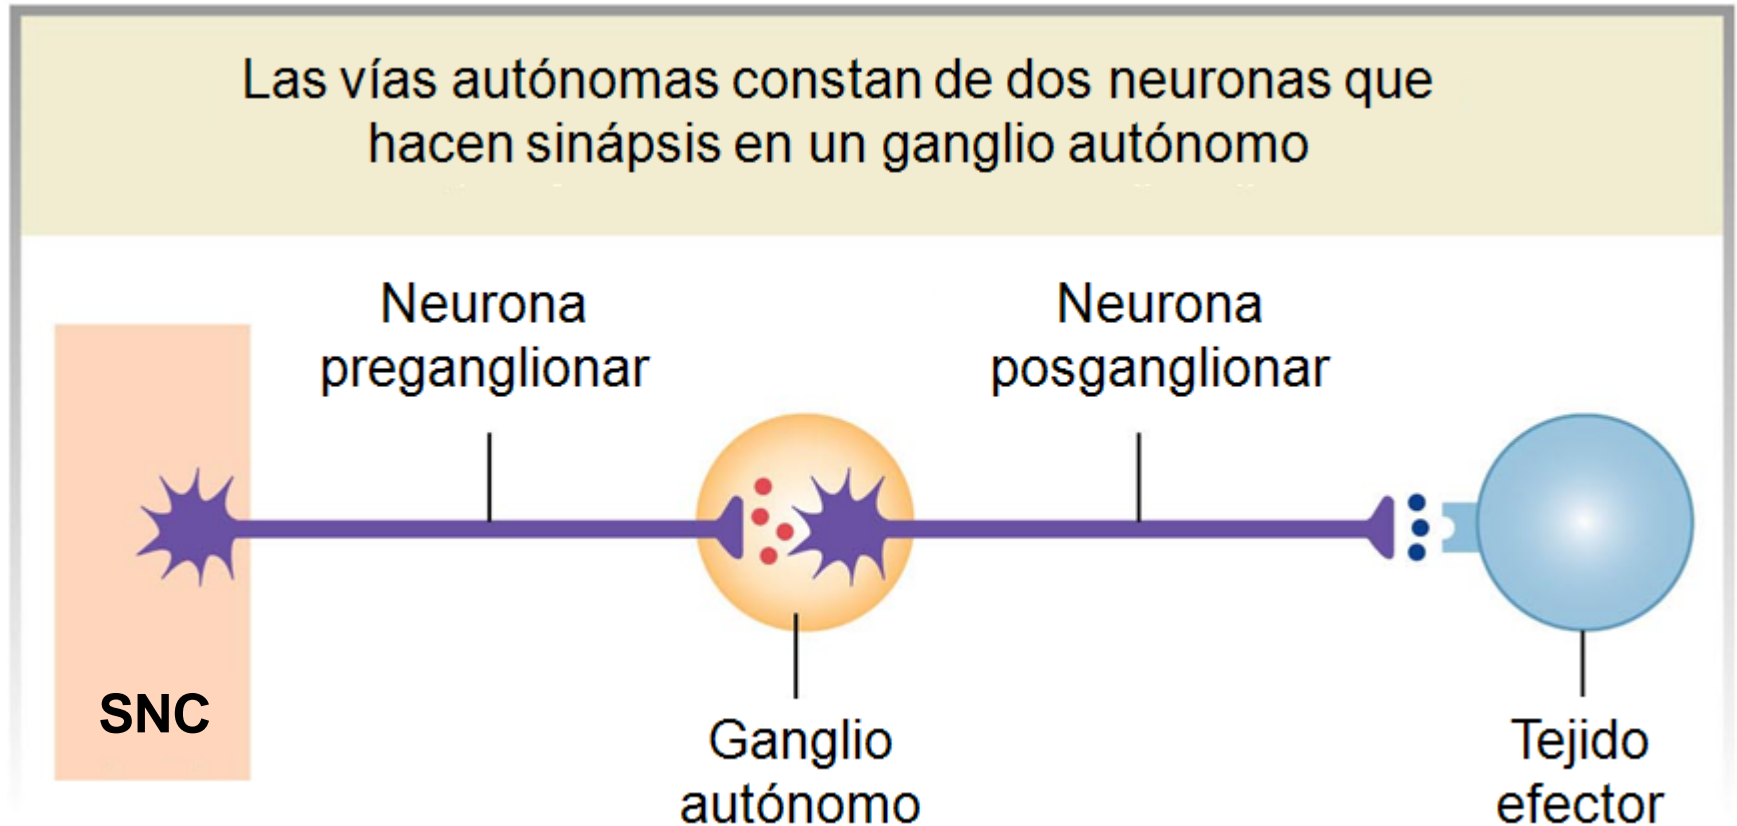 Las vías autónomas constan de dos neuronas que
hacen sinápsis en un ganglio autónomo
Neurona
preganglionar
Neurona
posganglionar
SNC
Ganglio
autónomo
Tejido
efector